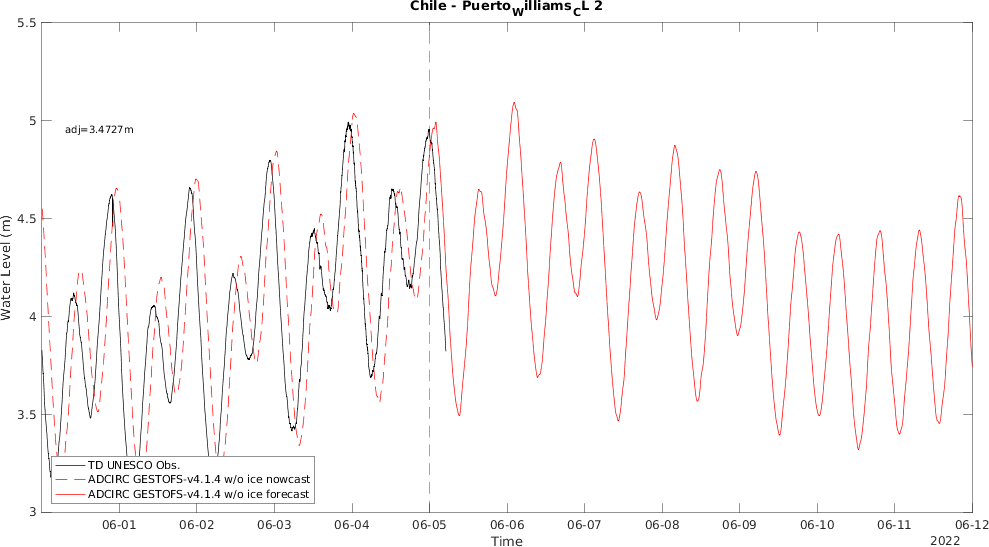 Chile - Puerto_Williams_CL 2
5.5
5
4.5
4
3.5
3
Water Level (m)
adj=3.4727m
TD UNESCO Obs.
ADCIRC GESTOFS-v4.1.4 w/o ice nowcast
ADCIRC GESTOFS-v4.1.4 w/o ice forecast
06-01 06-02 06-03 06-04 06-05 06-06 06-07 06-08 06-09 06-10 06-11 06-12
Time
2022